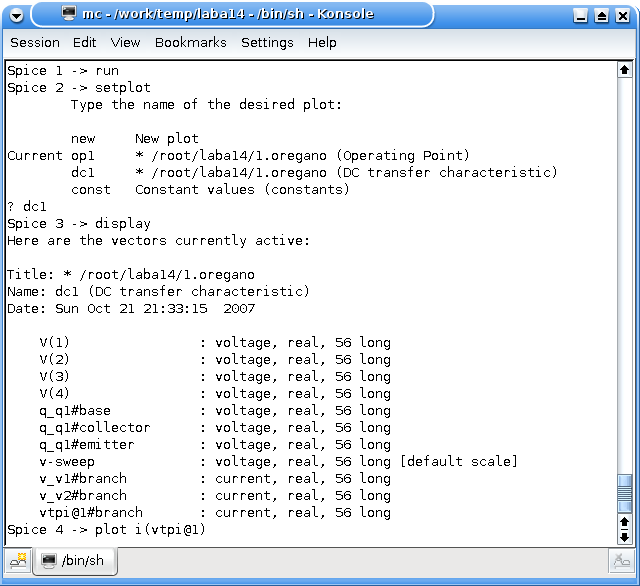 mc - /work/temp/laba14 - /bin/sh - Konsole
Session Edit View Bookmarks Settings Help
Spice 1 -> run
Spice 2 -> setplot
Type the name of the desired plot:
new New plot
Current op1 * /root/laba14/1.oregano (Operating Point)
dc1 * /root/laba14/1.oregano (DC transfer characteristic)
const Constant values (constants)
? dc1
Spice 3 -> display
Here are the vectors currently active:
Title: * /root/laba14/1.oregano
Name: dc1 (DC transfer characteristic)
Date: Sun Oct 21 21:33:15 2007
V(1) : voltage, real, 56 long
V(2) : voltage, real, 56 long
V(3) : voltage, real, 56 long
V(4) : voltage, real, 56 long
q_q1#base : voltage, real, 56 long
q_q1#collector : voltage, real, 56 long
q_q1#emitter : voltage, real, 56 long
v-sweep : voltage, real, 56 long [default scale]
v_v1#branch : current, real, 56 long
v_v2#branch : current, real, 56 long
vtpi@1#branch : current, real, 56 long
Spice 4 -> plot i(vtpi@1)
/bin/sh